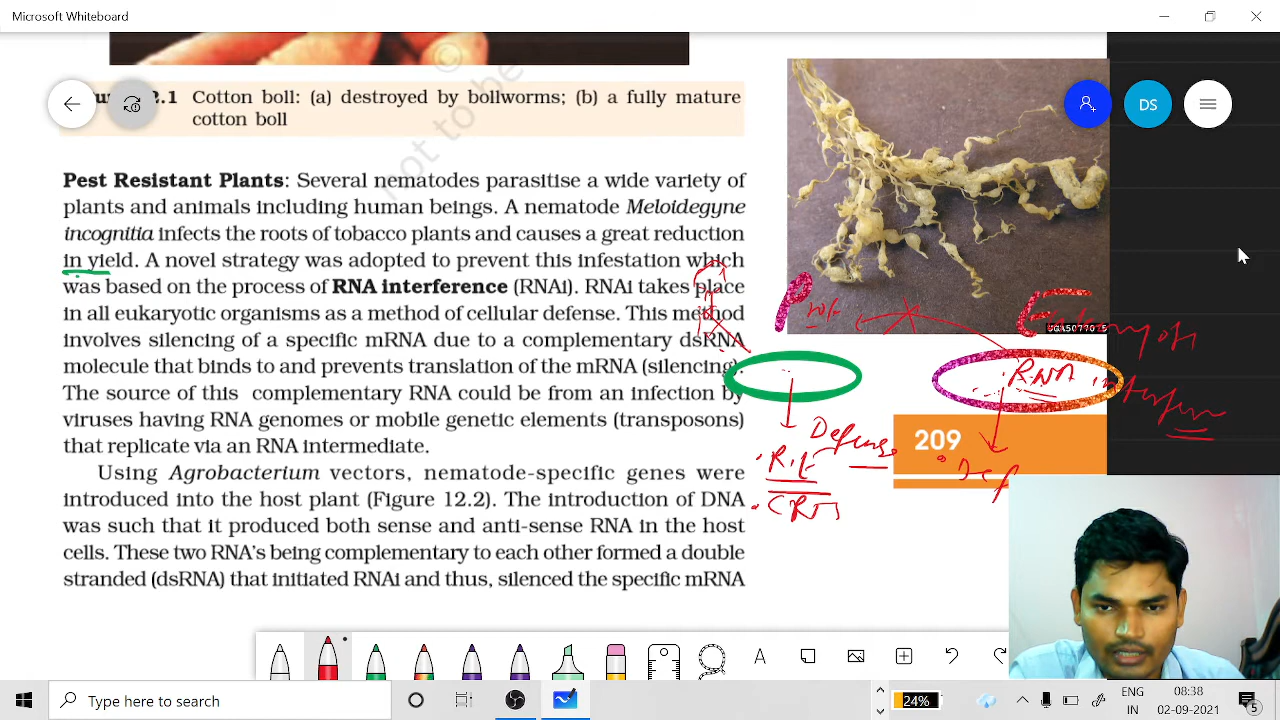 Microsoft Whiteboard
2.1 Cotton boll: (a) destroyed by bollworms; (b) a fully mature
cotton boll
© not to be
DS
Pest Resistant Plants: Several nematodes parasitise a wide variety of
plants and animals including human beings. A nematode Meloidegyne
incognitia infects the roots of tobacco plants and causes a great reduction
in yield. A novel strategy was adopted to prevent this infestation which
was based on the process of RNA interference (RNAi). RNAi takes place
in all eukaryotic organisms as a method of cellular defense. This method
involves silencing of a specific mRNA due to a complementary dsRNA
molecule that binds to and prevents translation of the mRNA (silencing).
The source of this complementary RNA could be from an infection by
viruses having RNA genomes or mobile genetic elements (transposons)
that replicate via an RNA intermediate.
Using Agrobacterium vectors, nematode-specific genes were
introduced into the host plant (Figure 12.2). The introduction of DNA
was such that it produced both sense and anti-sense RNA in the host
cells. These two RNA's being complementary to each other formed a double
stranded (dsRNA) that initiated RNAi and thus, silenced the specific mRNA
RNA
Defense
209
Type here to search
24%
ENG
IN
08:38
02-09-2021
5